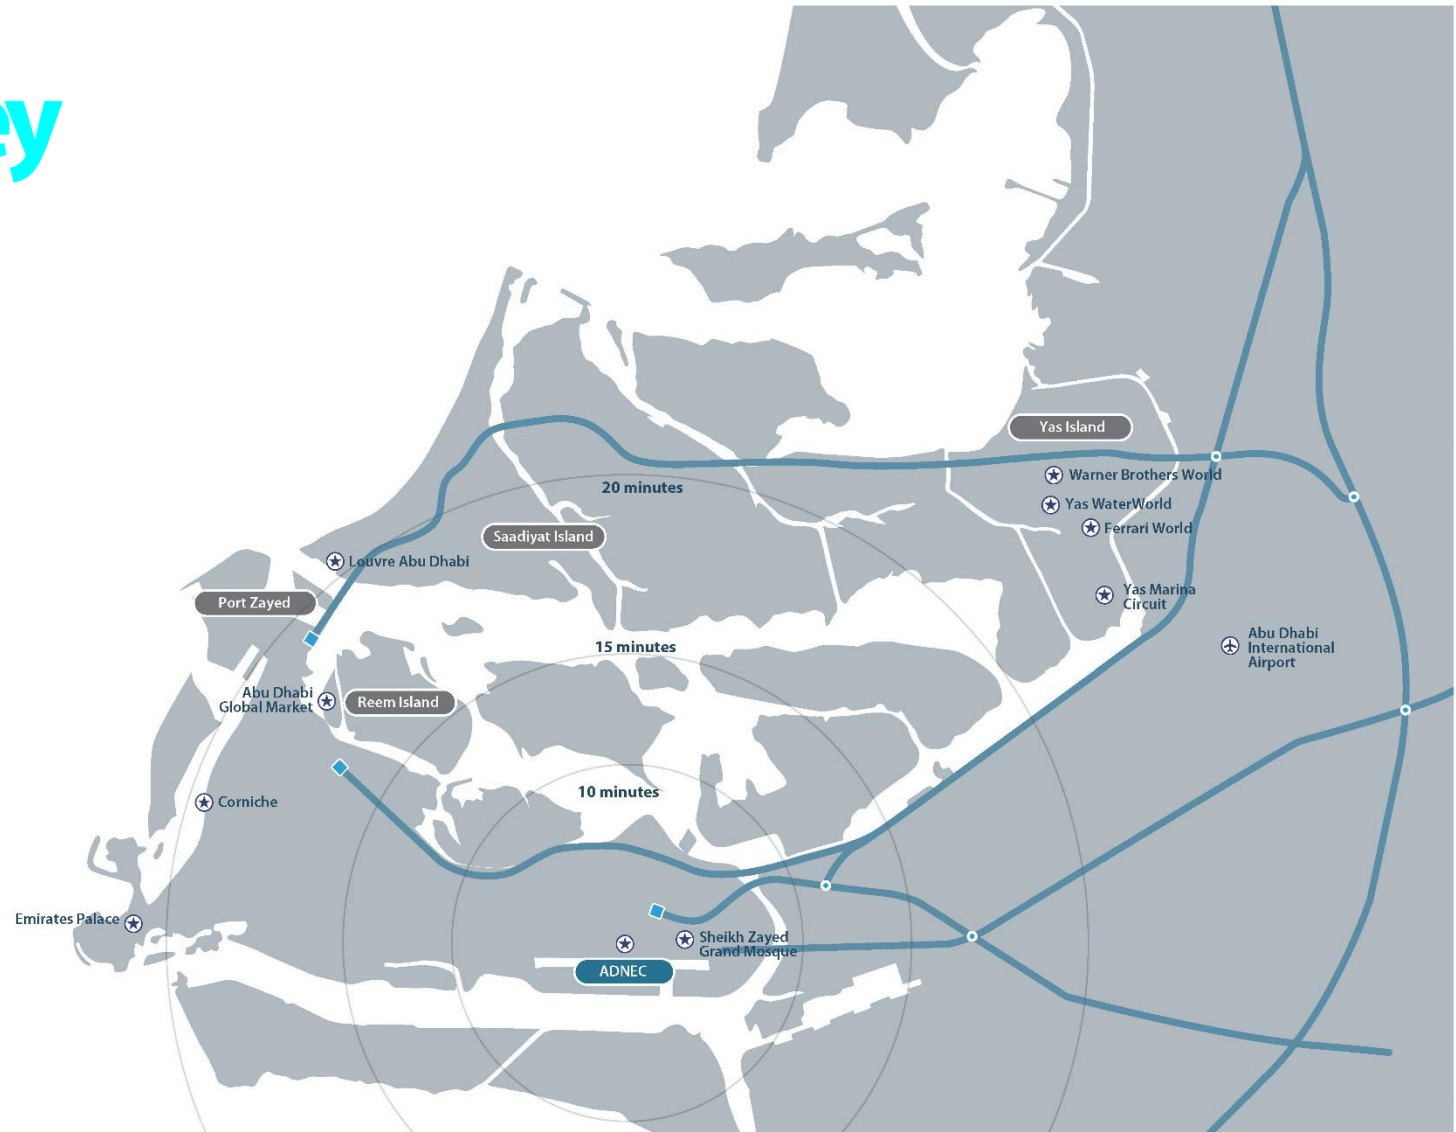 ey
Yas Island
Warner Brothers World
20 minutes
Yas WaterWorld
Ferrari World
Saadiyat Island
Louvre Abu Dhabi
Port Zayed
Yas Marina
Circuit
Abu Dhabi
International
Airport
15 minutes
Abu Dhabi
Global Market
Reem Island
10 minutes
Corniche
Emirates Palace
Sheikh Zayed
Grand Mosque
ADNEC